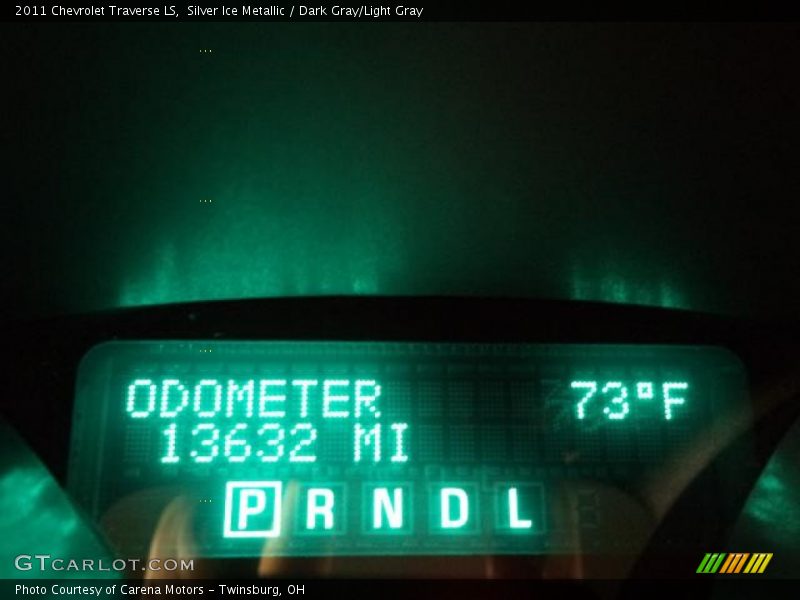 2011 Chevrolet Traverse LS,  Silver Ice Metallic / Dark Gray/Light Gray
ODOMETER 73°F
13632 MI
P R N D L
GTCARLOT.COM
Photo Courtesy of Carena Motors - Twinsburg, OH